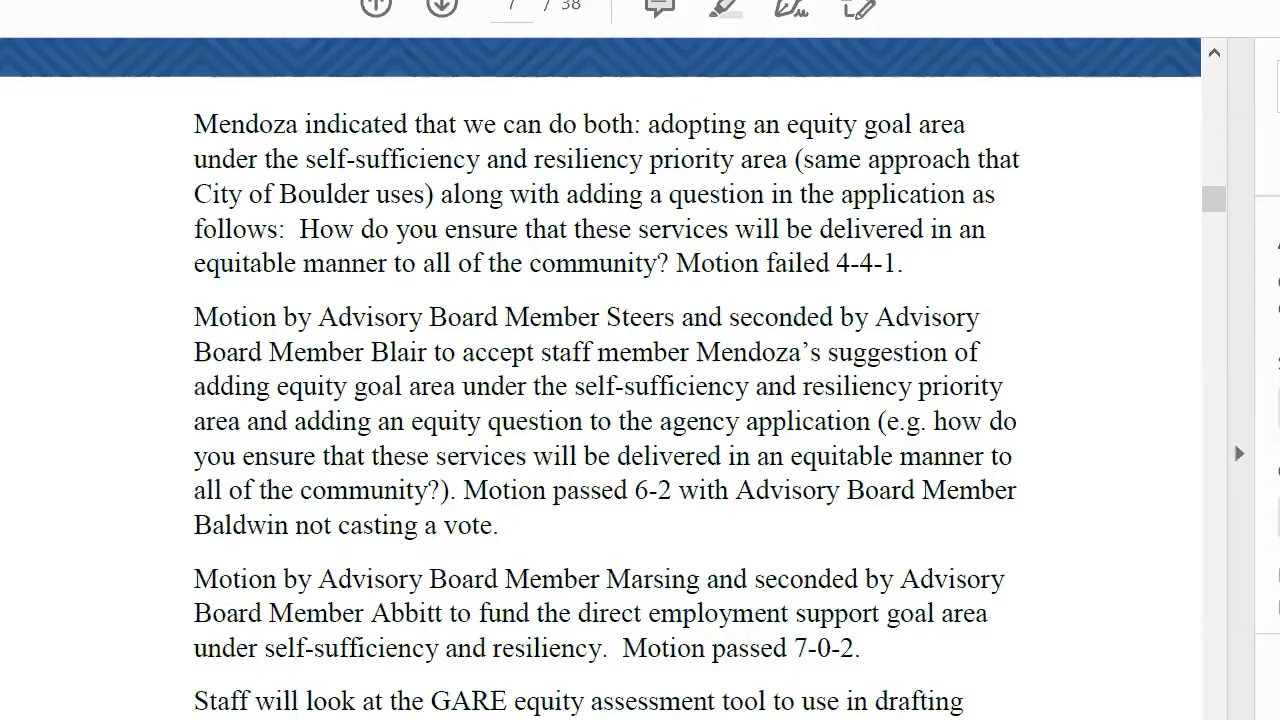 7 / 38
Mendoza indicated that we can do both: adopting an equity goal area
under the self-sufficiency and resiliency priority area (same approach that
City of Boulder uses) along with adding a question in the application as
follows:  How do you ensure that these services will be delivered in an
equitable manner to all of the community? Motion failed 4-4-1.
Motion by Advisory Board Member Steers and seconded by Advisory
Board Member Blair to accept staff member Mendoza’s suggestion of
adding equity goal area under the self-sufficiency and resiliency priority
area and adding an equity question to the agency application (e.g. how do
you ensure that these services will be delivered in an equitable manner to
all of the community?). Motion passed 6-2 with Advisory Board Member
Baldwin not casting a vote.
Motion by Advisory Board Member Marsing and seconded by Advisory
Board Member Abbitt to fund the direct employment support goal area
under self-sufficiency and resiliency.  Motion passed 7-0-2.
Staff will look at the GARE equity assessment tool to use in drafting